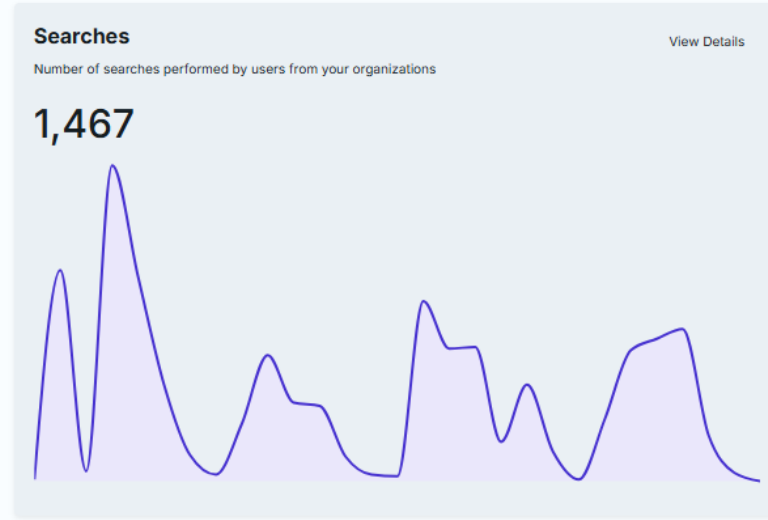 Searches
View Details
Number of searches performed by users from your organizations
1,467